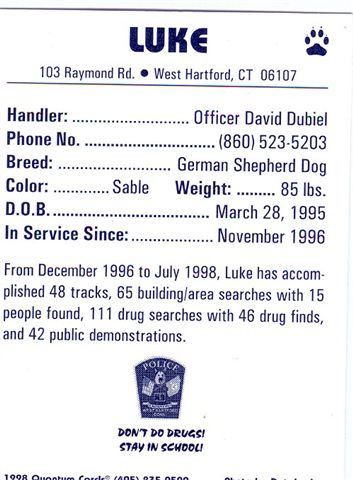 LUKE
103 Raymond Rd. ● West Hartford, CT 06107
Handler: ........................... Officer David Dubiel
Phone No. .............................. (860) 523-5203
Breed: .......................... German Shepherd Dog
Color: ............. Sable Weight: ......... 85 lbs.
D.O.B. .................................... March 28, 1995
In Service Since: ................... November 1996
From December 1996 to July 1998, Luke has accom-
plished 48 tracks, 65 building/area searches with 15
people found, 111 drug searches with 46 drug finds,
and 42 public demonstrations.
POLICE
WEST HARTFORD
CONN.
DON'T DO DRUGS!
STAY IN SCHOOL!
1998 Quantum Cards